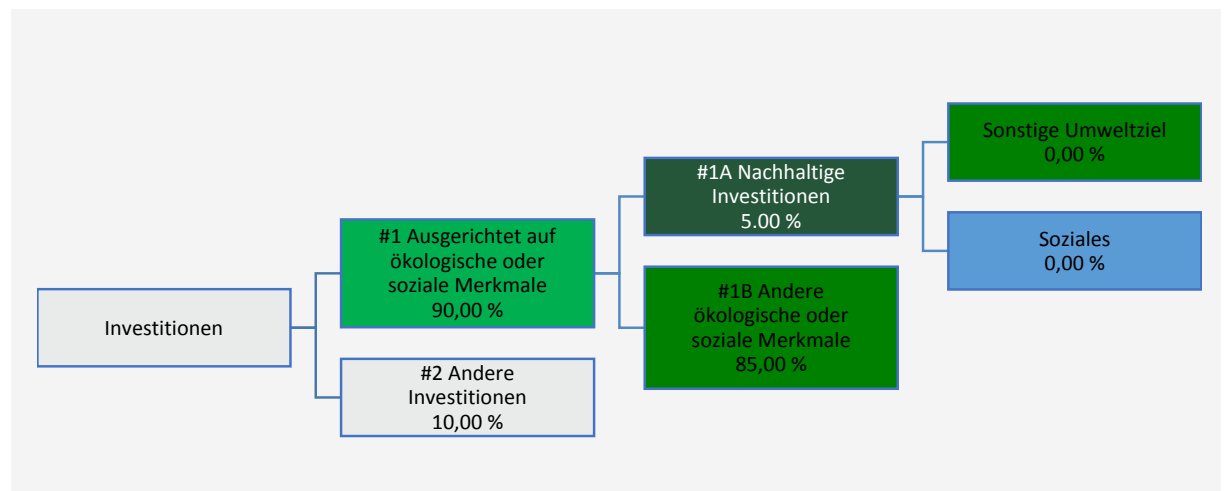 Investitionen
#1 Ausgerichtet auf
ökologische oder
soziale Merkmale
90,00 %
#2 Andere
Investitionen
10,00 %
#1A Nachhaltige
Investitionen
5.00 %
#1B Andere
ökologische oder
soziale Merkmale
85,00 %
Sonstige Umweltziel
0,00 %
Soziales
0,00 %